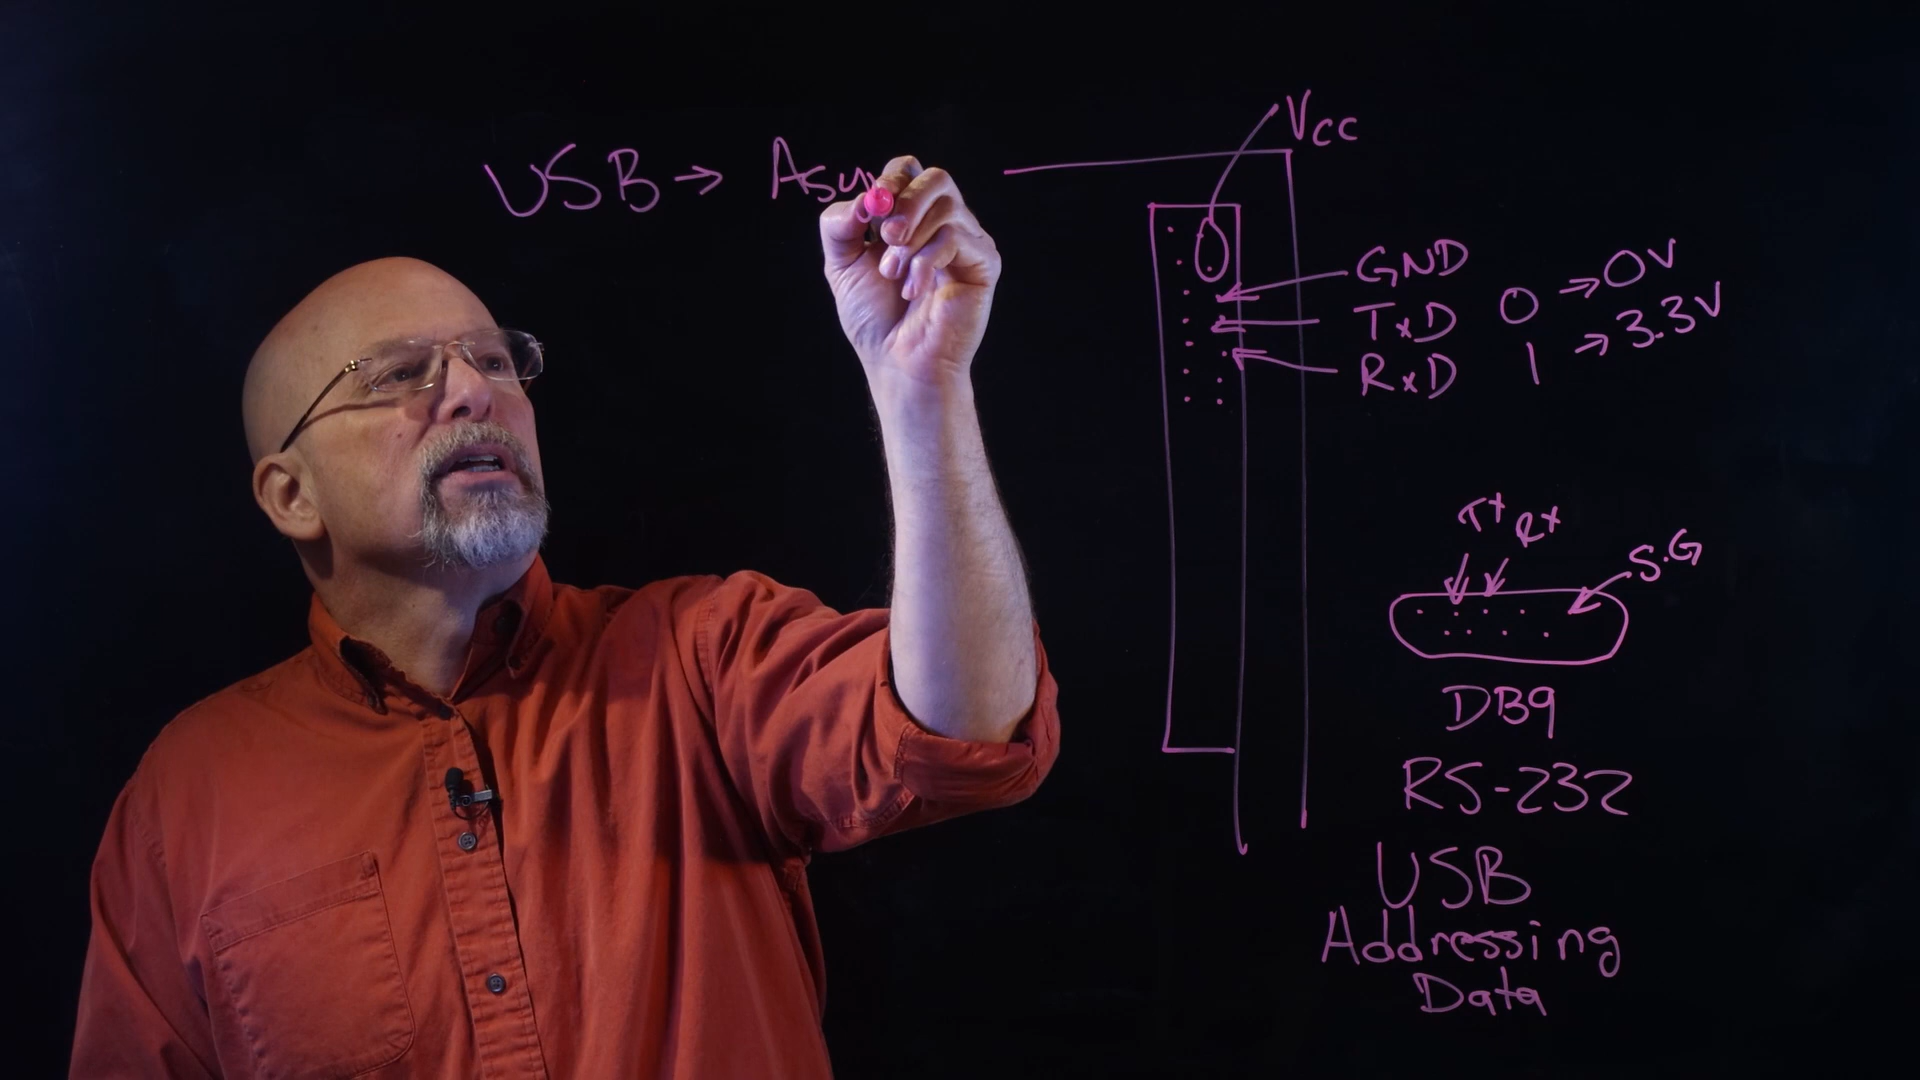 USB → Asy
Vcc
GND
TxD
RxD
0 → 0V
1 → 3.3V
Tx Rx
S.G
DB9
RS-232
USB
Addressing
Data